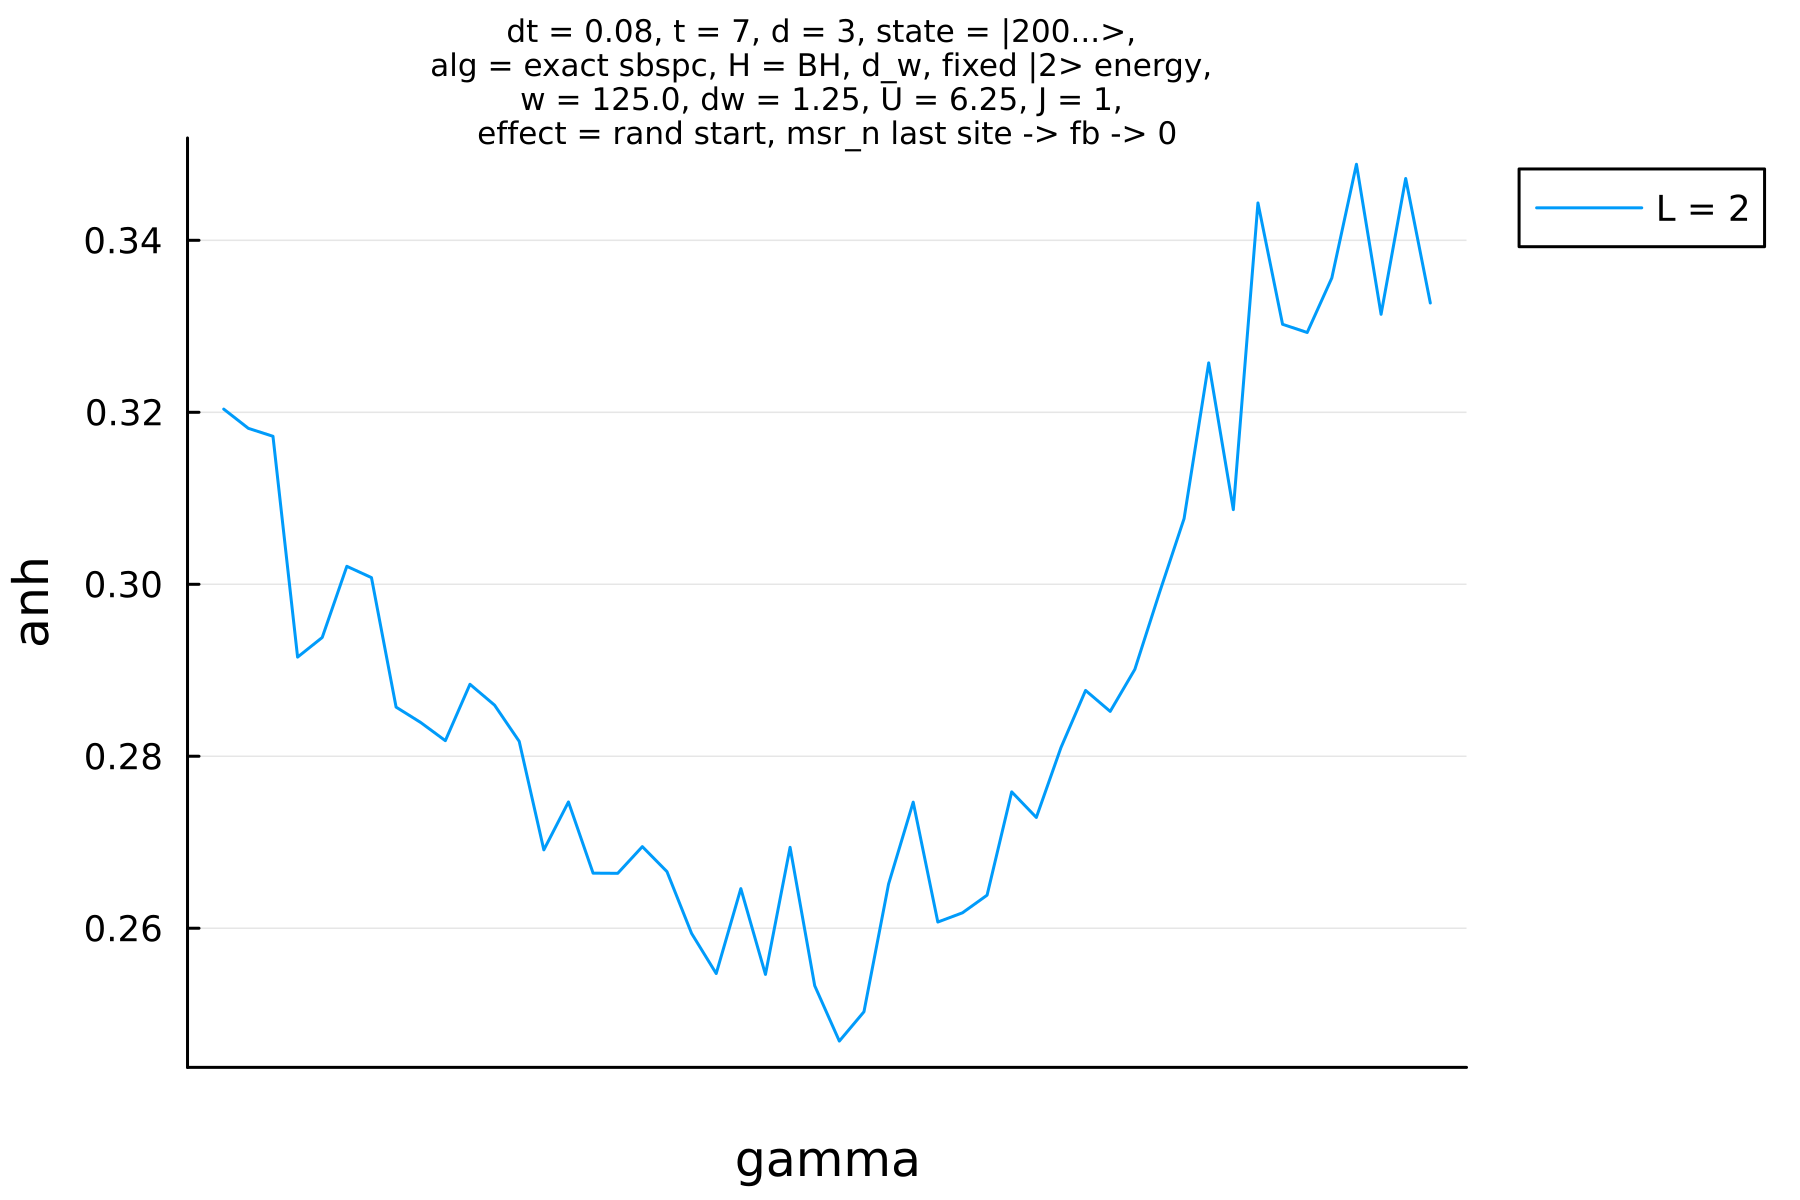 dt = 0.08, t = 7, d = 3, state = |200...>,
alg = exact sbspc, H = BH, d_w, fixed |2> energy,
w = 125.0, dw = 1.25, U = 6.25, J = 1,
effect = rand start, msr_n last site -> fb -> 0
L = 2
0.34
0.32
0.30
0.28
0.26
anh
gamma